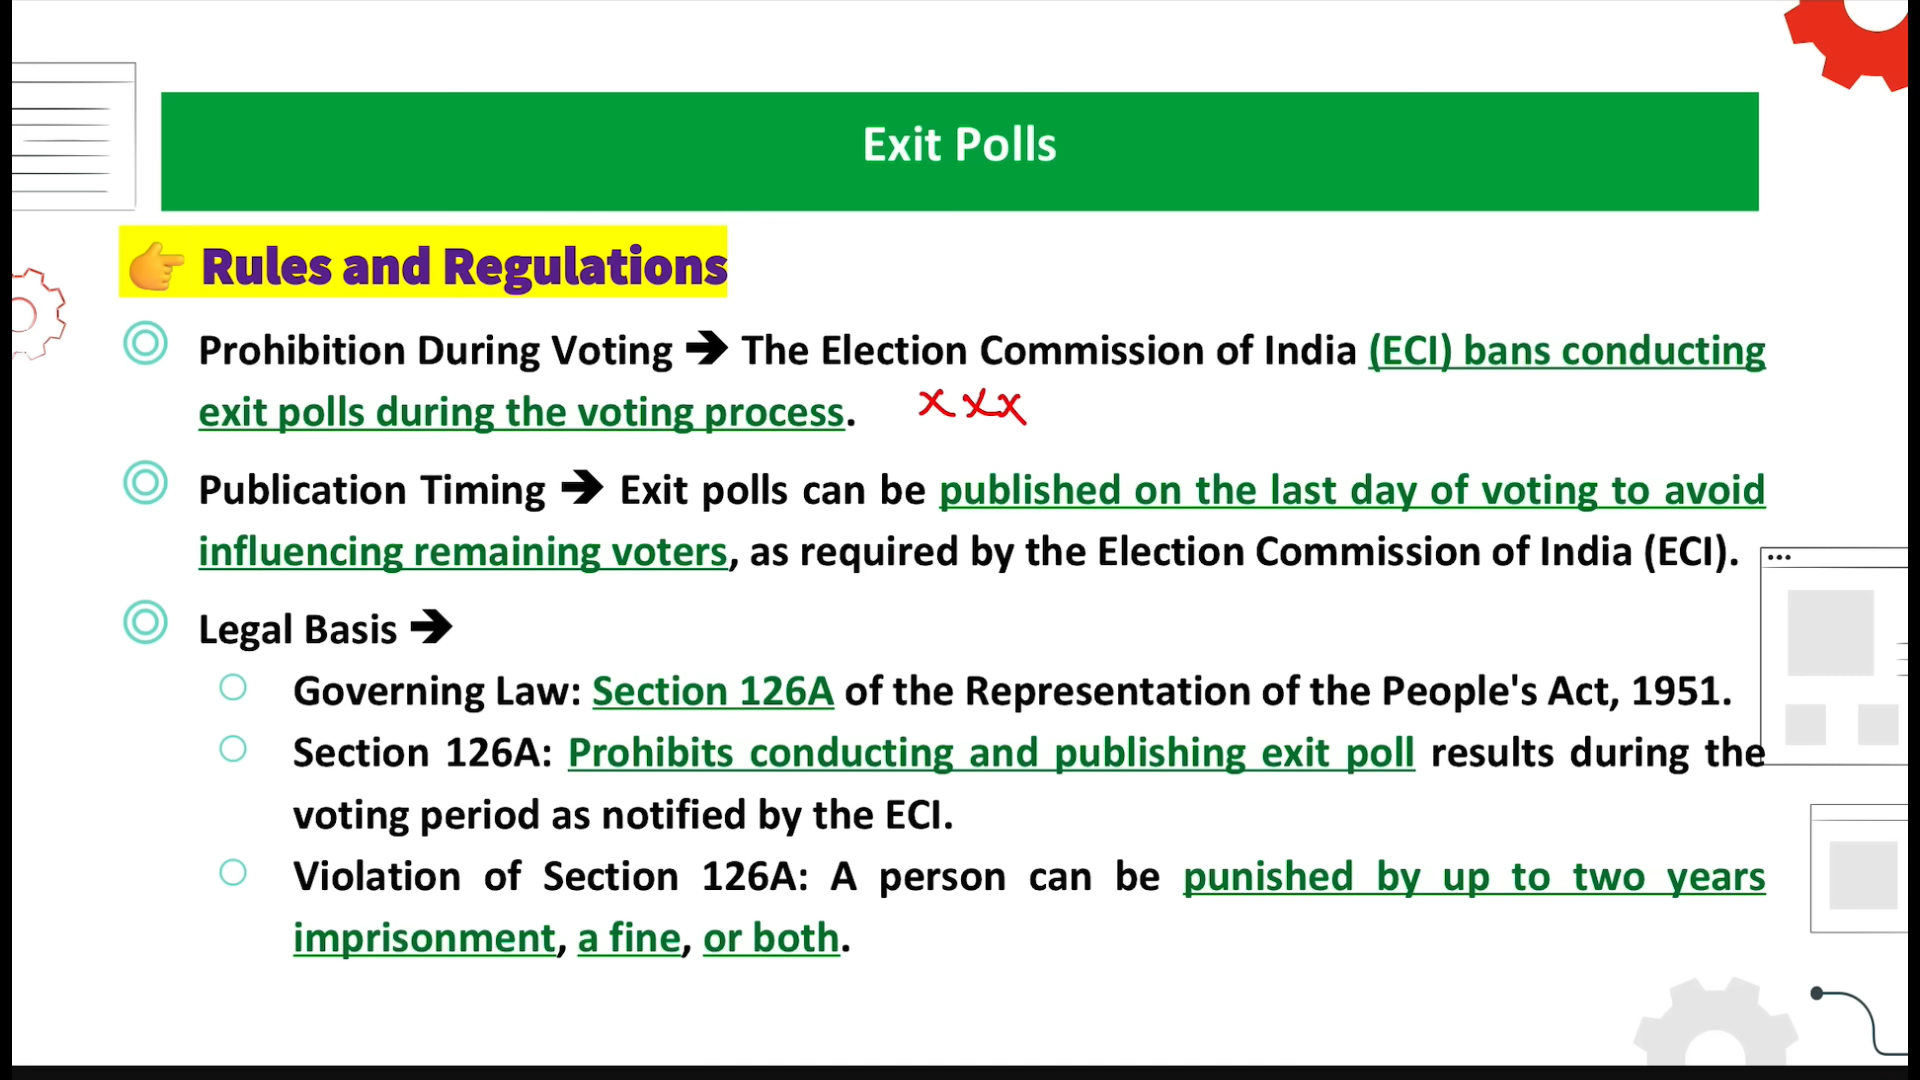 Exit Polls
👉 Rules and Regulations
Prohibition During Voting ➔ The Election Commission of India (ECI) bans conducting
exit polls during the voting process. x x x
Publication Timing ➔ Exit polls can be published on the last day of voting to avoid
influencing remaining voters, as required by the Election Commission of India (ECI).
Legal Basis ➔
Governing Law: Section 126A of the Representation of the People's Act, 1951.
Section 126A: Prohibits conducting and publishing exit poll results during the
voting period as notified by the ECI.
Violation of Section 126A: A person can be punished by up to two years
imprisonment, a fine, or both.